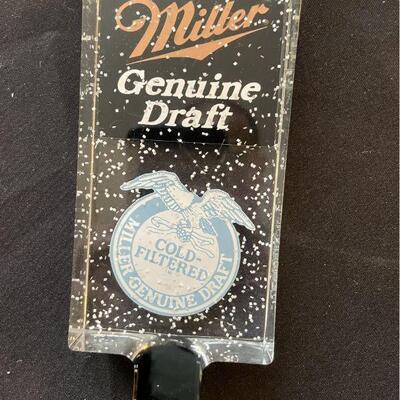 Miller
Genuine
Draft
COLD-
FILTERED
MILLER GENUINE DRAFT